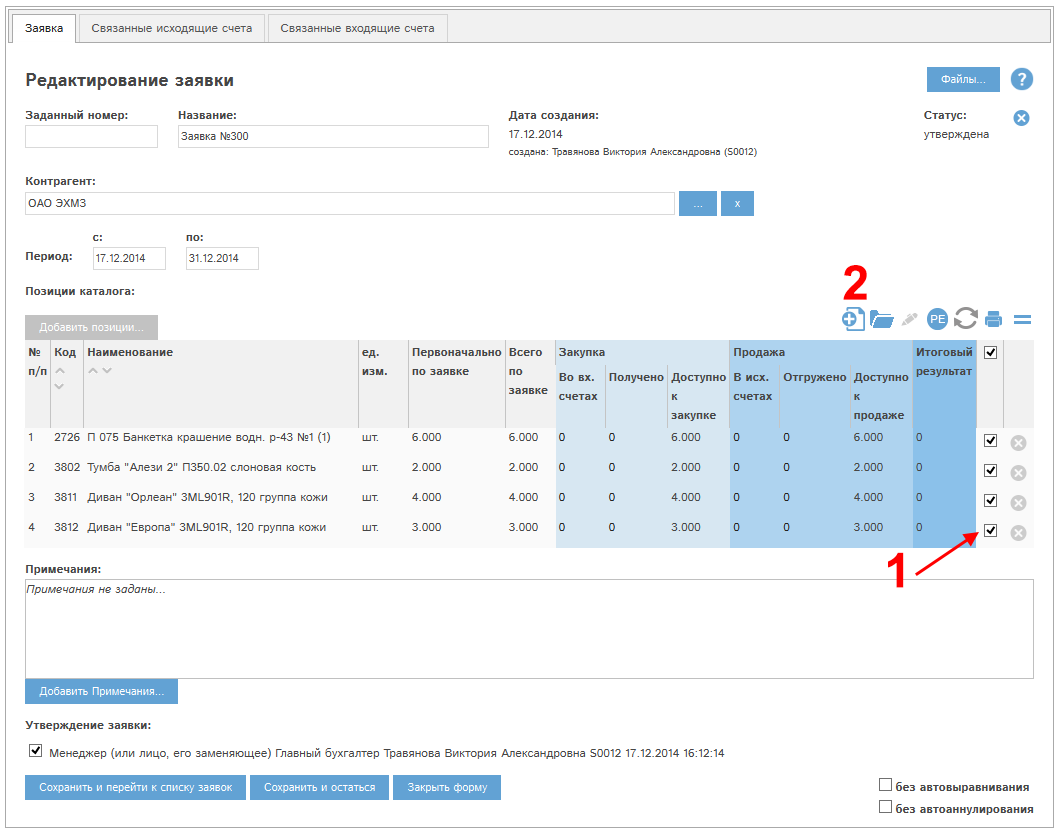 Заявка Связанные исходящие счета Связанные входящие счета
Редактирование заявки Файлы... ?
Заданный номер: Название: Дата создания: Статус:
Заявка №300 17.12.2014 утверждена
создана: Травянова Виктория Александровна (S0012)
Контрагент:
ОАО ЭХМЗ ... x
с: по:
Период: 17.12.2014 31.12.2014
Позиции каталога:
2
Добавить позиции... PE
№ Код Наименование ед. Первоначально Всего Закупка Продажа Итоговый
п/п изм. по заявке по результат
заявке
Во вх. Получено Доступно В исх. Отгружено Доступно
счетах к счетах к
закупке продаже
1 2726 П 075 Банкетка крашение водн. р-43 №1 (1) шт. 6.000 6.000 0 0 6.000 0 0 6.000 0
2 3802 Тумба "Алези 2" П350.02 слоновая кость шт. 2.000 2.000 0 0 2.000 0 0 2.000 0
3 3811 Диван "Орлеан" 3ML901R, 120 группа кожи шт. 4.000 4.000 0 0 4.000 0 0 4.000 0
4 3812 Диван "Европа" 3ML901R, 120 группа кожи шт. 3.000 3.000 0 0 3.000 0 0 3.000 0
1
Примечания:
Примечания не заданы...
Добавить Примечания...
Утверждение заявки:
Менеджер (или лицо, его заменяющее) Главный бухгалтер Травянова Виктория Александровна S0012 17.12.2014 16:12:14
Сохранить и перейти к списку заявок Сохранить и остаться Закрыть форму без автовыравнивания
без автоаннулирования